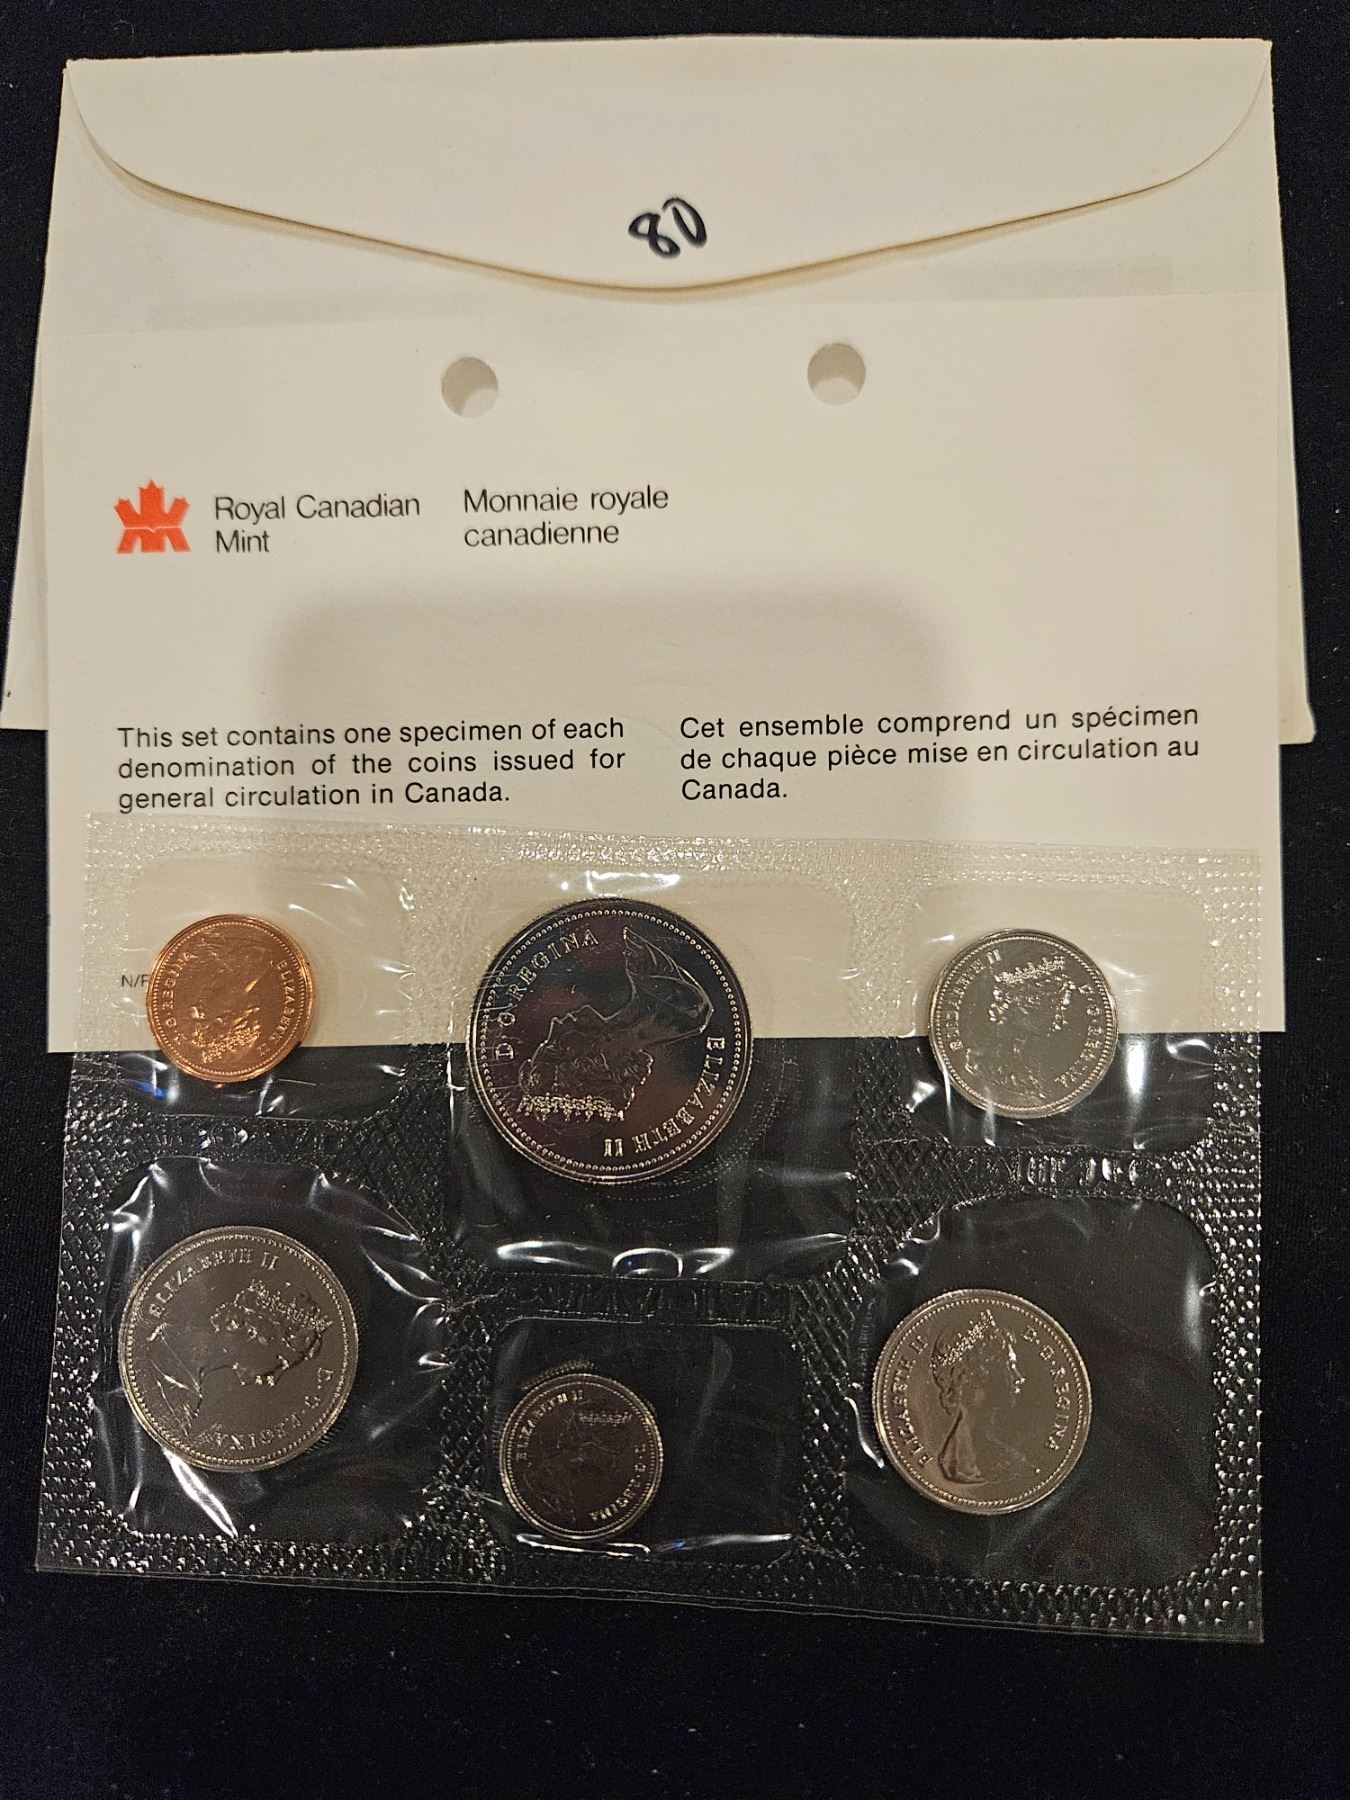 80
Royal Canadian
Mint
Monnaie royale
canadienne
This set contains one specimen of each
denomination of the coins issued for
general circulation in Canada.
Cet ensemble comprend un spécimen
de chaque pièce mise en circulation au
Canada.
N/F
ELIZABETH II D·G·REGINA
ELIZABETH II D·G·REGINA
ELIZABETH II D·G·REGINA
ELIZABETH II D·G·REGINA
ELIZABETH II D·G·REGINA
ELIZABETH II D·G·REGINA